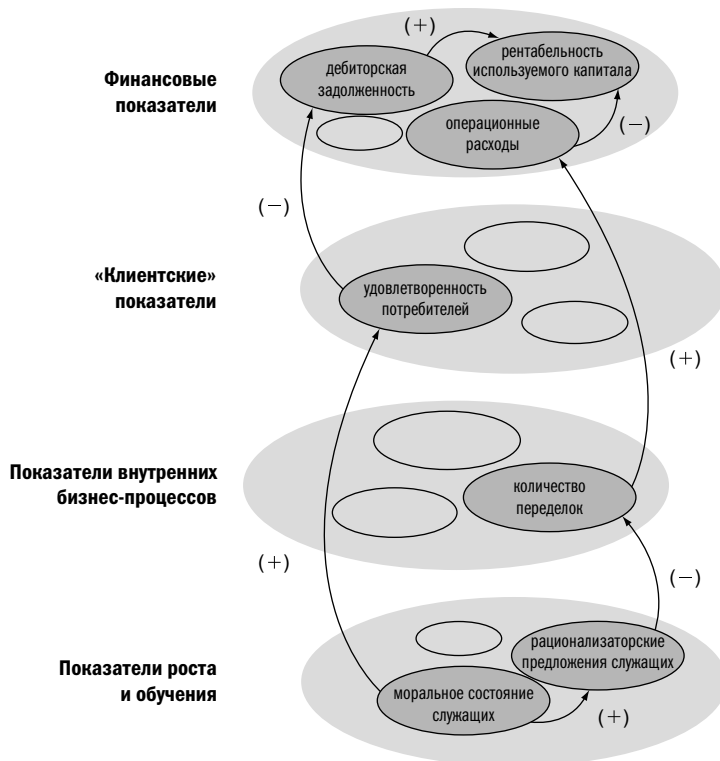 (+)
Финансовые
показатели
дебиторская
задолженность
рентабельность
используемого капитала
операционные
расходы
(−)
(−)
«Клиентские»
показатели
удовлетворенность
потребителей
(+)
Показатели внутренних
бизнес-процессов
количество
переделок
(+)
(−)
Показатели роста
и обучения
рационализаторские
предложения служащих
моральное состояние
служащих
(+)